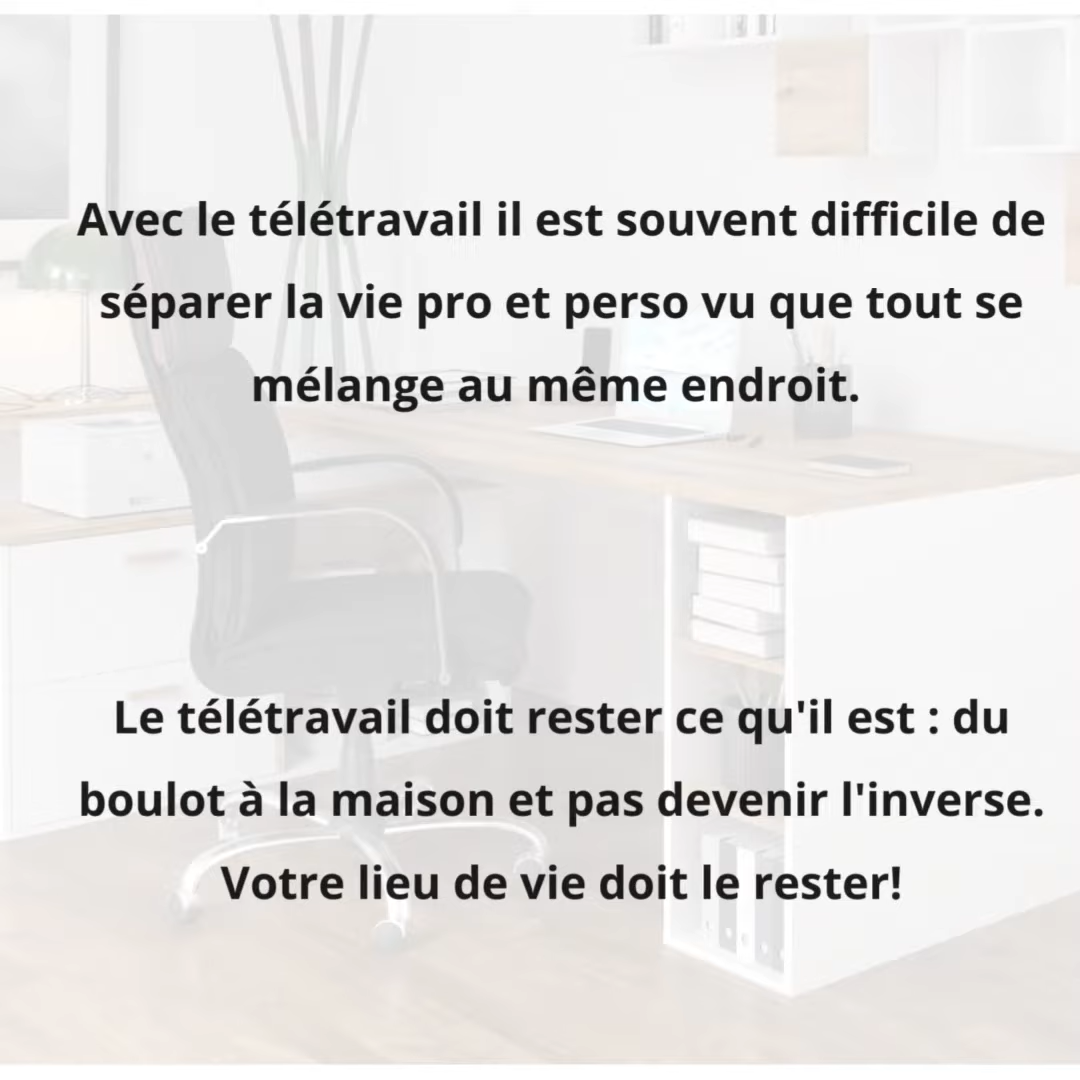 Avec le télétravail il est souvent difficile de
séparer la vie pro et perso vu que tout se
mélange au même endroit.
Le télétravail doit rester ce qu'il est : du
boulot à la maison et pas devenir l'inverse.
Votre lieu de vie doit le rester!